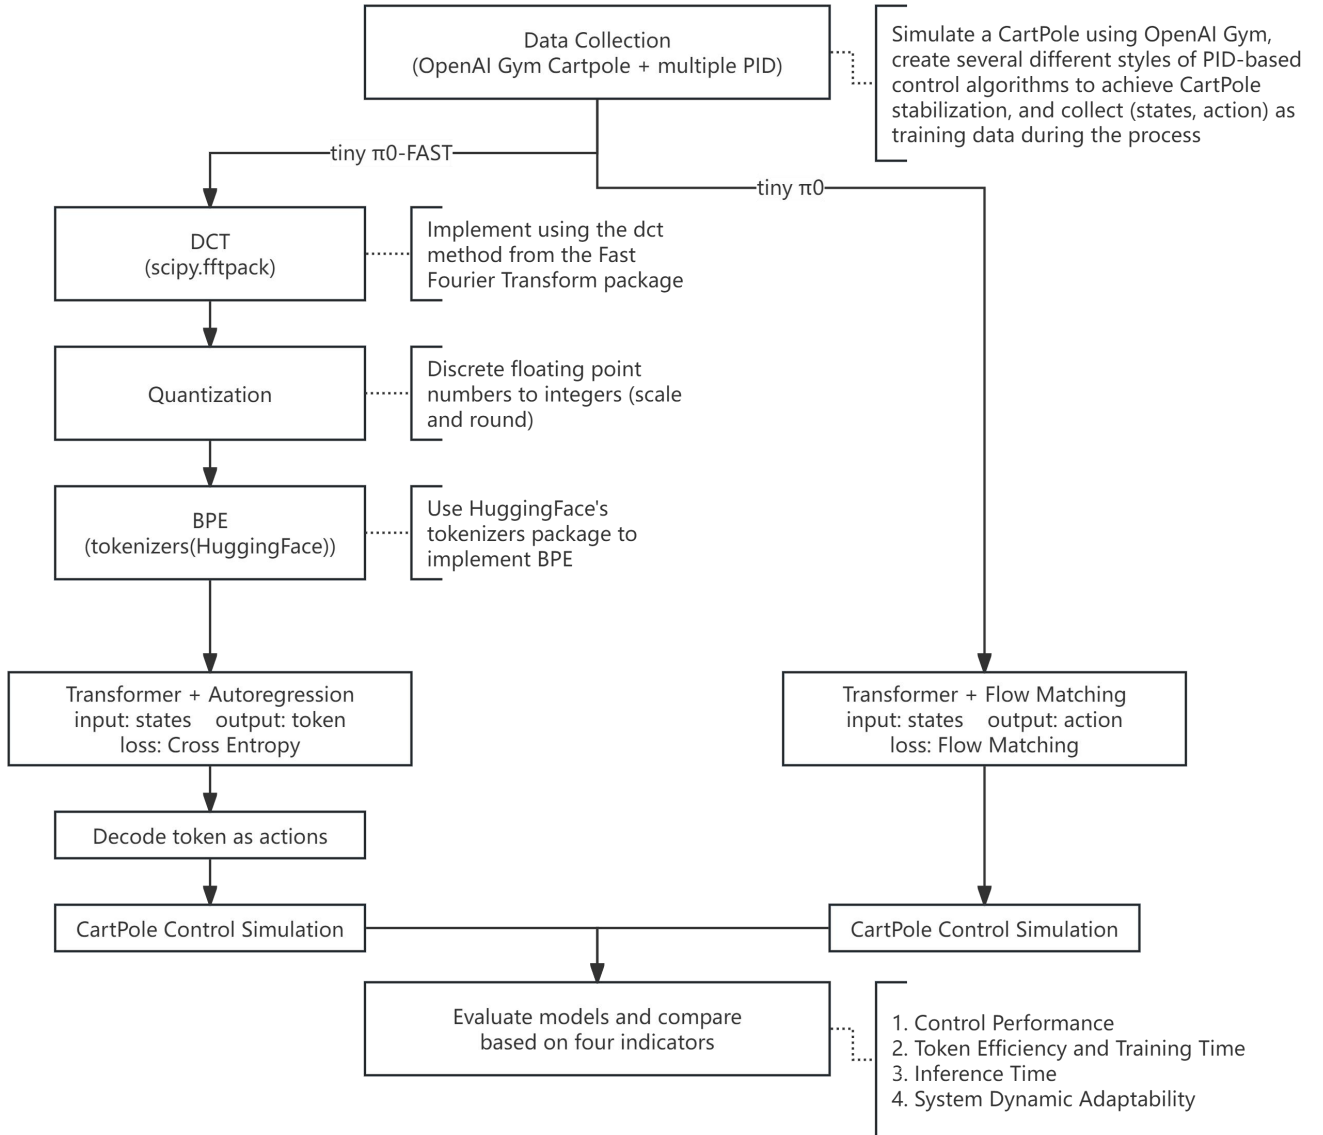 Data Collection
(OpenAI Gym Cartpole + multiple PID)
Simulate a CartPole using OpenAI Gym,
create several different styles of PID-based
control algorithms to achieve CartPole
stabilization, and collect (states, action) as
training data during the process
tiny π0-FAST
tiny π0
DCT
(scipy.fftpack)
Implement using the dct
method from the Fast
Fourier Transform package
Quantization
Discrete floating point
numbers to integers (scale
and round)
BPE
(tokenizers(HuggingFace))
Use HuggingFace's
tokenizers package to
implement BPE
Transformer + Autoregression
input: states output: token
loss: Cross Entropy
Transformer + Flow Matching
input: states output: action
loss: Flow Matching
Decode token as actions
CartPole Control Simulation
CartPole Control Simulation
Evaluate models and compare
based on four indicators
1. Control Performance
2. Token Efficiency and Training Time
3. Inference Time
4. System Dynamic Adaptability